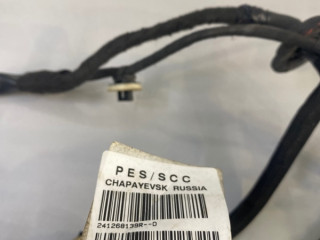 PES/SCC
CHAPAYEVSK RUSSIA
241268139R--0